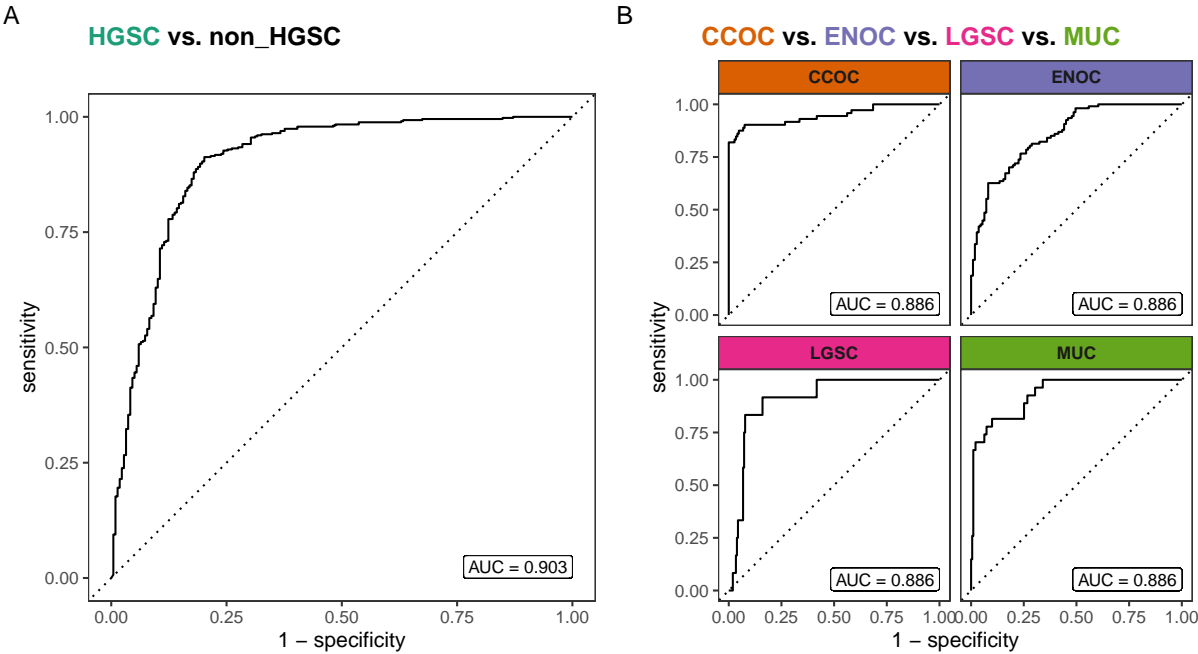 A
HGSC vs. non_HGSC
1.00
0.75
0.50
0.25
0.00
sensitivity
AUC = 0.903
0.00 0.25 0.50 0.75 1.00
1 − specificity
B
CCOC vs. ENOC vs. LGSC vs. MUC
CCOC
ENOC
1.00
0.75
0.50
0.25
0.00
AUC = 0.886
AUC = 0.886
sensitivity
LGSC
MUC
1.00
0.75
0.50
0.25
0.00
AUC = 0.886
AUC = 0.886
0.00 0.25 0.50 0.75 1.00 0.00 0.25 0.50 0.75 1.00
1 − specificity